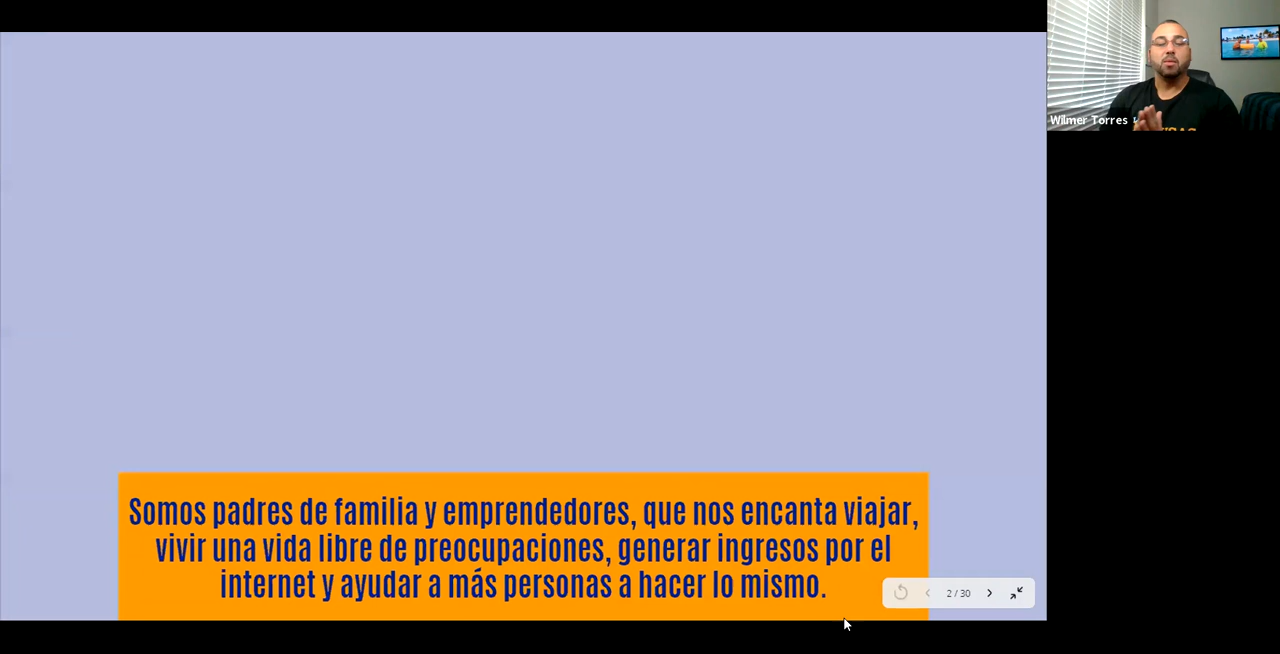 Wilmer Torres
Somos padres de familia y emprendedores, que nos encanta viajar,
vivir una vida libre de preocupaciones, generar ingresos por el
internet y ayudar a más personas a hacer lo mismo.
2 / 30